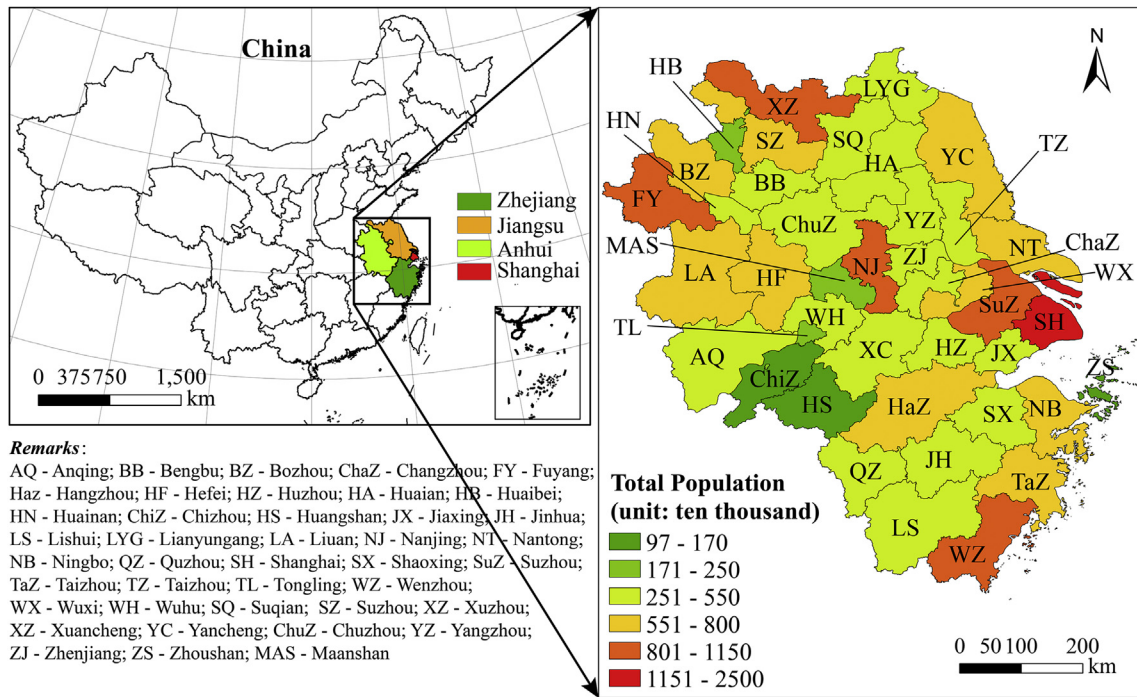 China
Zhejiang
Jiangsu
Anhui
Shanghai
0 375 750 1,500
km
Remarks:
AQ - Anqing; BB - Bengbu; BZ - Bozhou; ChaZ - Changzhou; FY - Fuyang;
Haz - Hangzhou; HF - Hefei; HZ - Huzhou; HA - Huaian; HB - Huaibei;
HN - Huainan; ChiZ - Chizhou; HS - Huangshan; JX - Jiaxing; JH - Jinhua;
LS - Lishui; LYG - Lianyungang; LA - Liuan; NJ - Nanjing; NT - Nantong;
NB - Ningbo; QZ - Quzhou; SH - Shanghai; SX - Shaoxing; SuZ - Suzhou;
TaZ - Taizhou; TZ - Taizhou; TL - Tongling; WZ - Wenzhou;
WX - Wuxi; WH - Wuhu; SQ - Suqian; SZ - Suzhou; XZ - Xuzhou;
XZ - Xuancheng; YC - Yancheng; ChuZ - Chuzhou; YZ - Yangzhou;
ZJ - Zhenjiang; ZS - Zhoushan; MAS - Maanshan
N
HB
LYG
XZ
HN
SZ
SQ
YC
TZ
BZ
HA
BB
FY
ChuZ
YZ
MAS
NT
ChaZ
LA
HF
NJ
ZJ
WX
SuZ
TL
WH
SH
AQ
XC
HZ
JX
ZS
ChiZ
HS
HaZ
SX
NB
QZ
JH
TaZ
LS
WZ
Total Population
(unit: ten thousand)
97 - 170
171 - 250
251 - 550
551 - 800
801 - 1150
1151 - 2500
0 50 100 200
km